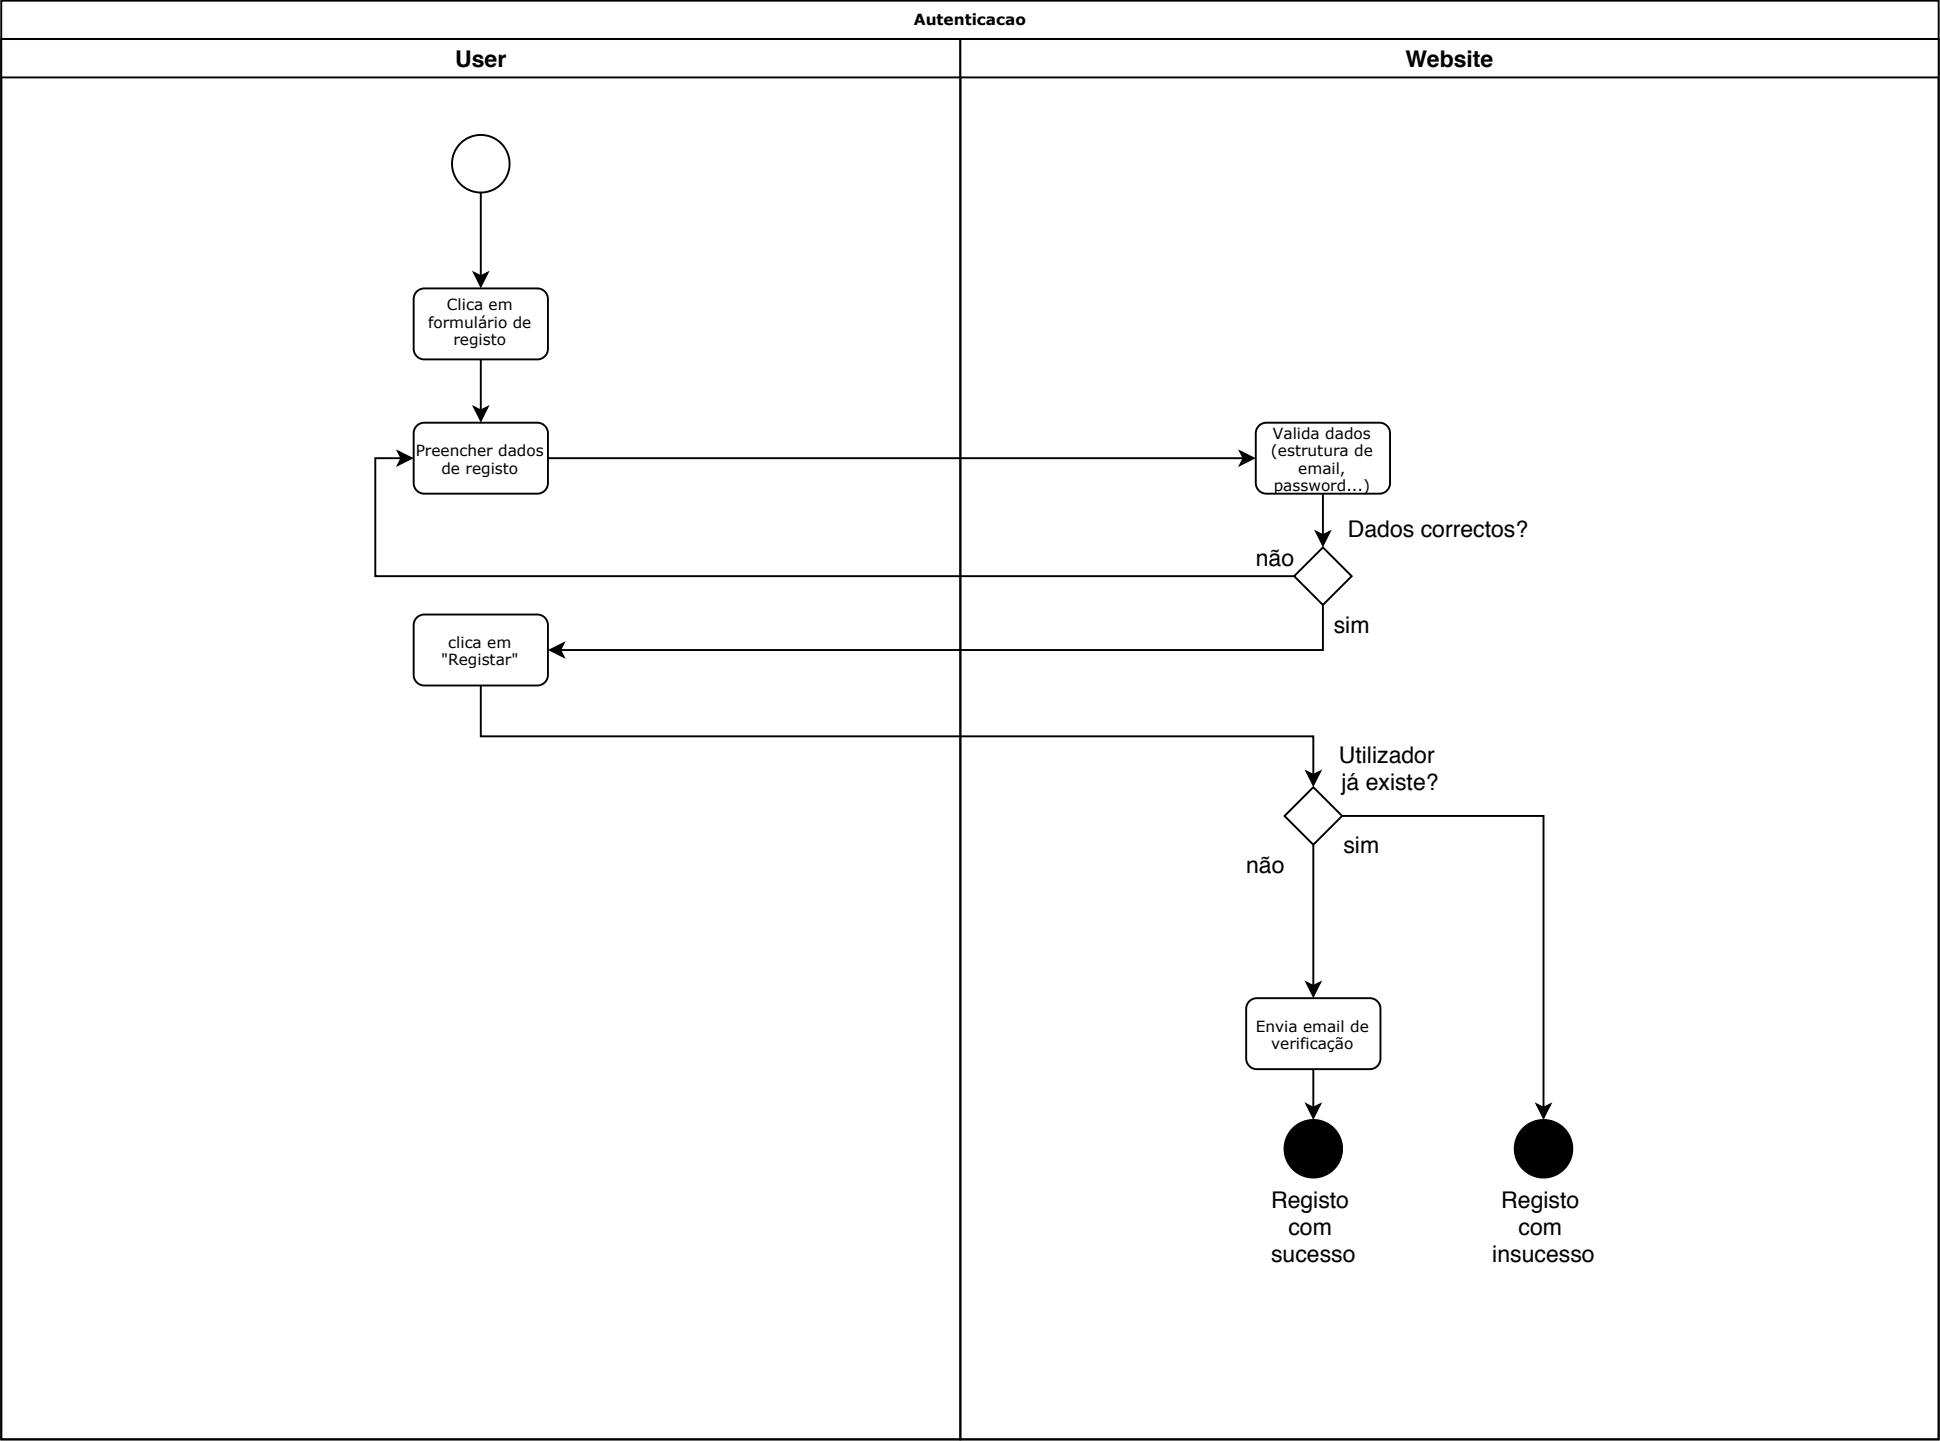 Autenticacao
User
Website
Clica em
formulário de
registo
Preencher dados
de registo
Valida dados
(estrutura de
email,
password...)
Dados correctos?
não
sim
clica em
"Registar"
Utilizador
já existe?
sim
não
Envia email de
verificação
Registo
com
sucesso
Registo
com
insucesso